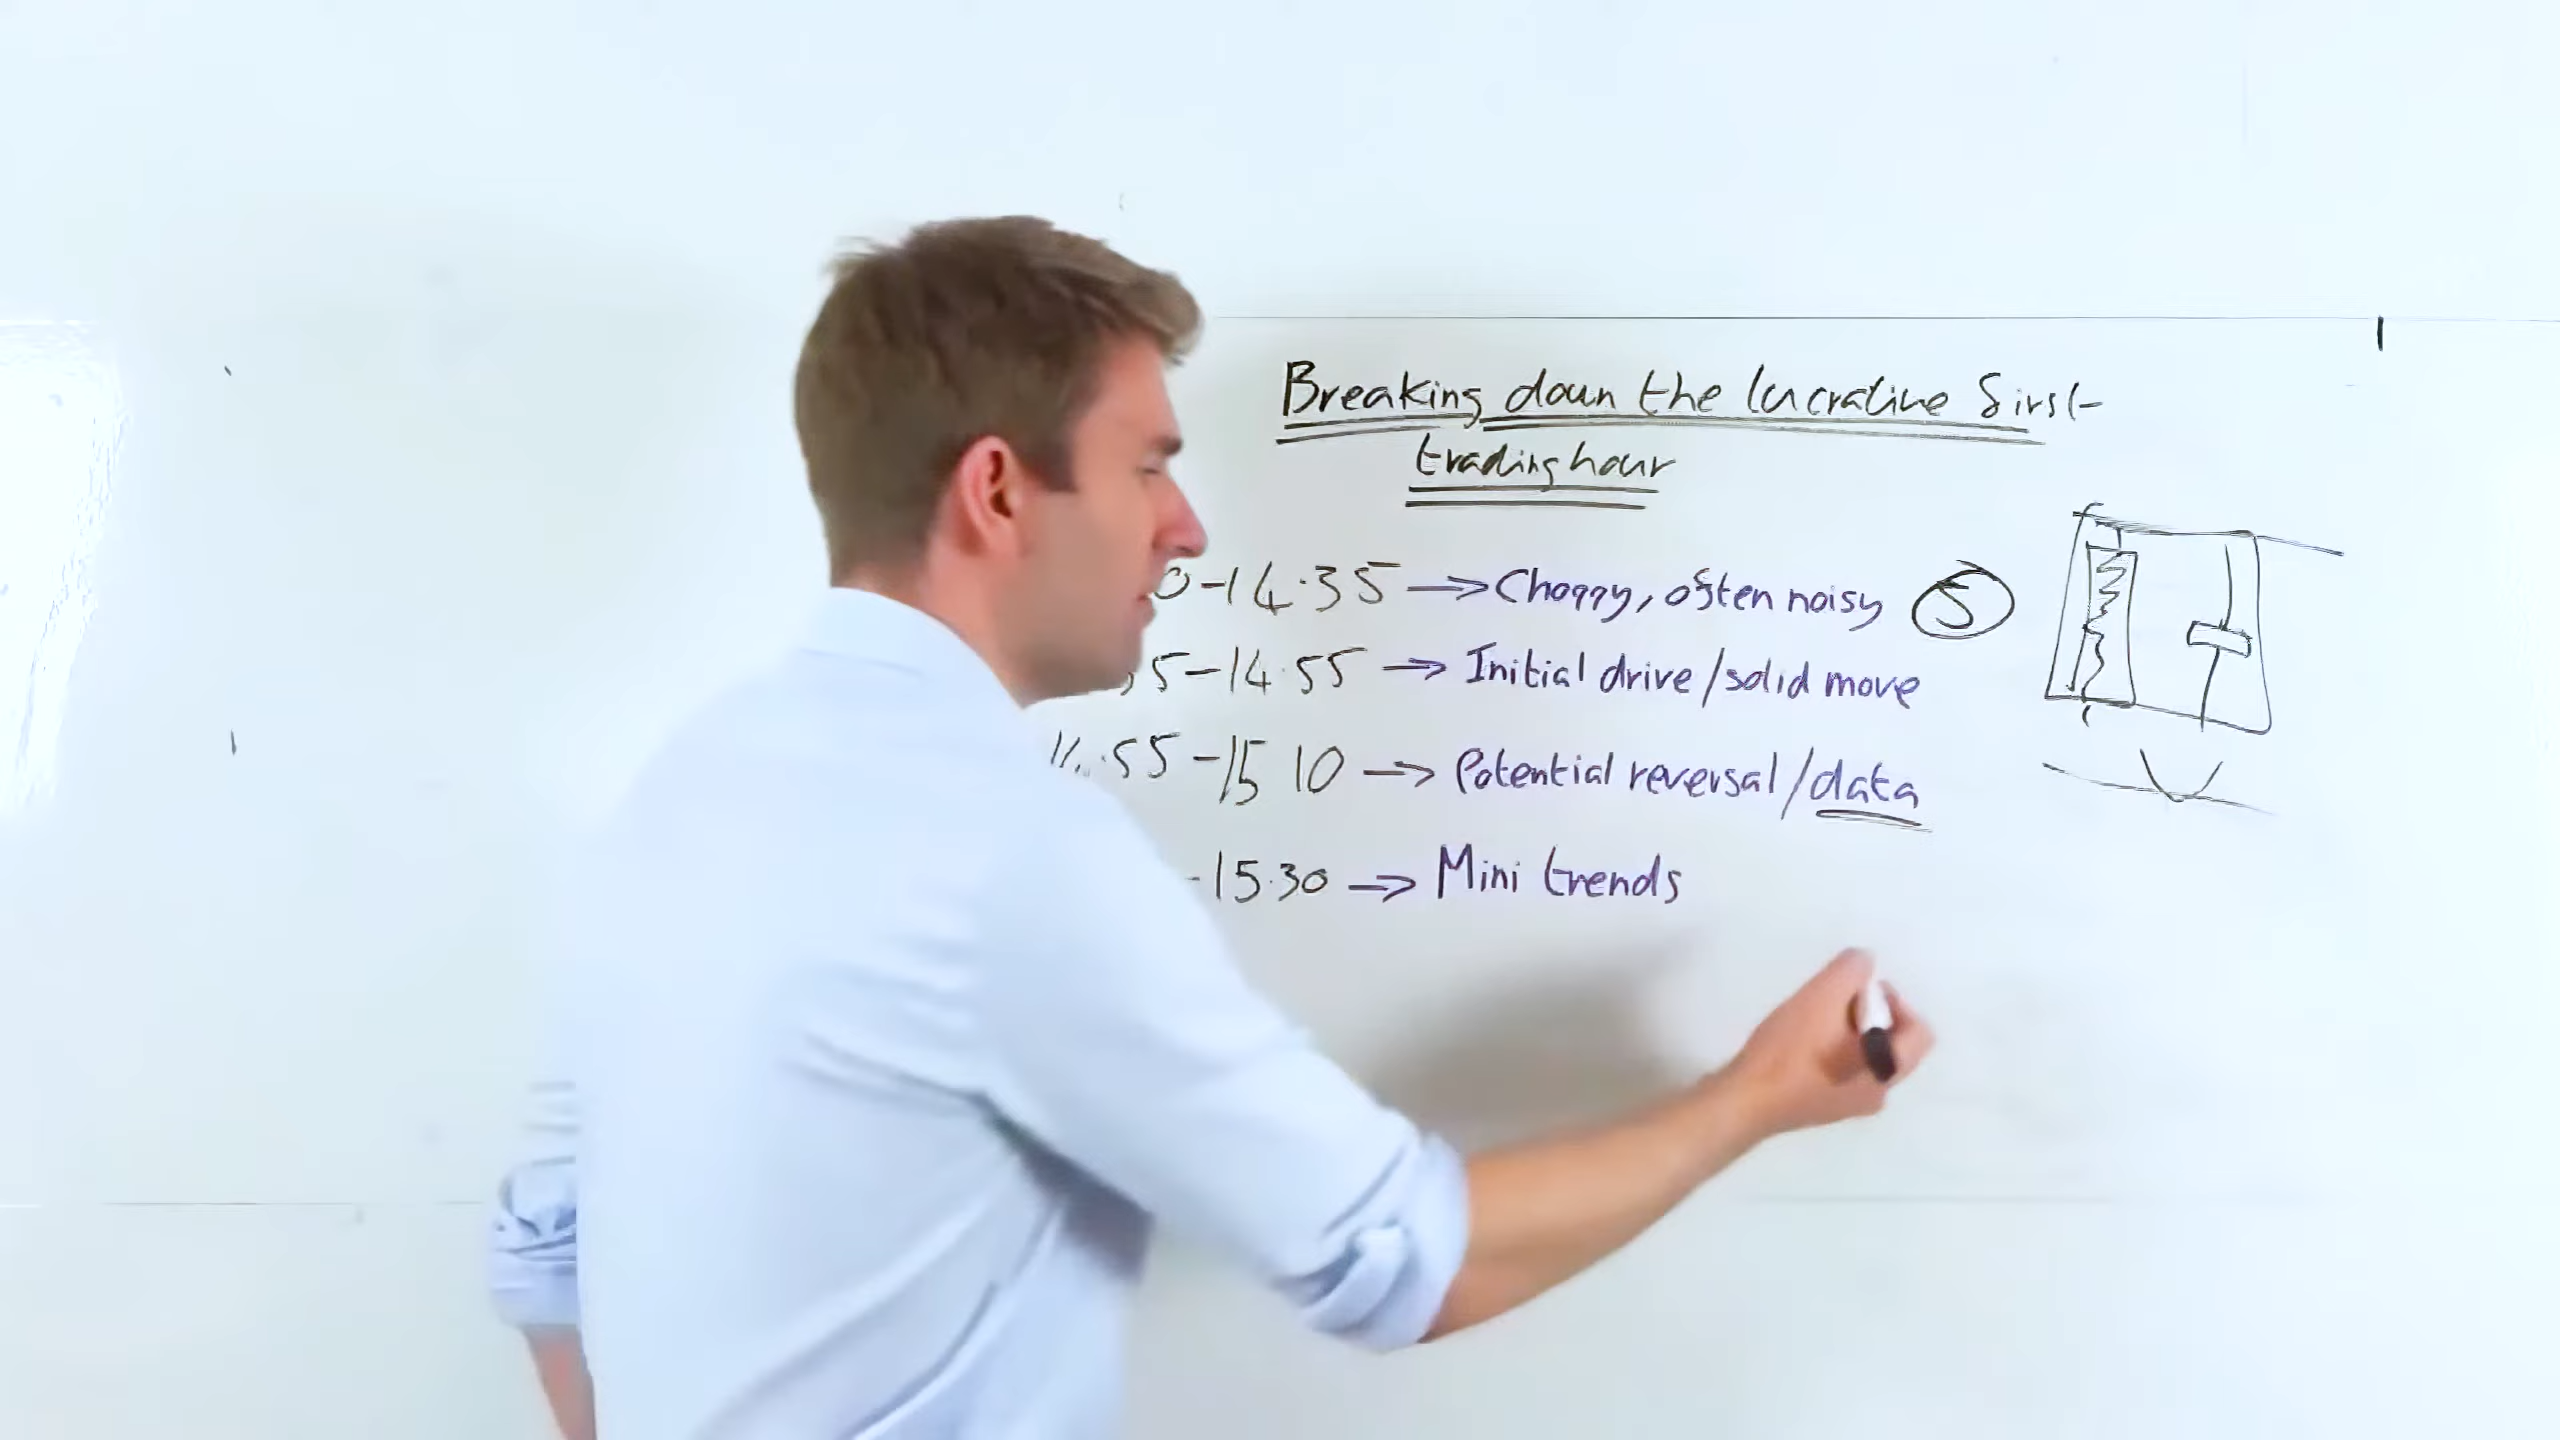 Breaking down the lucrative first
trading hour
0-14.35 → Choppy, often noisy 5
5-14.55 → Initial drive/solid move
14.55-15 10 → Potential reversal/data
-15.30 → Mini trends